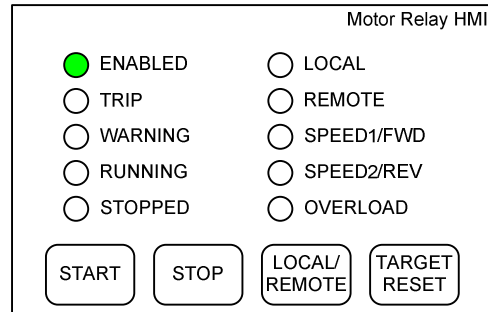 Motor Relay HMI
ENABLED
TRIP
WARNING
RUNNING
STOPPED
LOCAL
REMOTE
SPEED1/FWD
SPEED2/REV
OVERLOAD
START
STOP
LOCAL/
REMOTE
TARGET
RESET